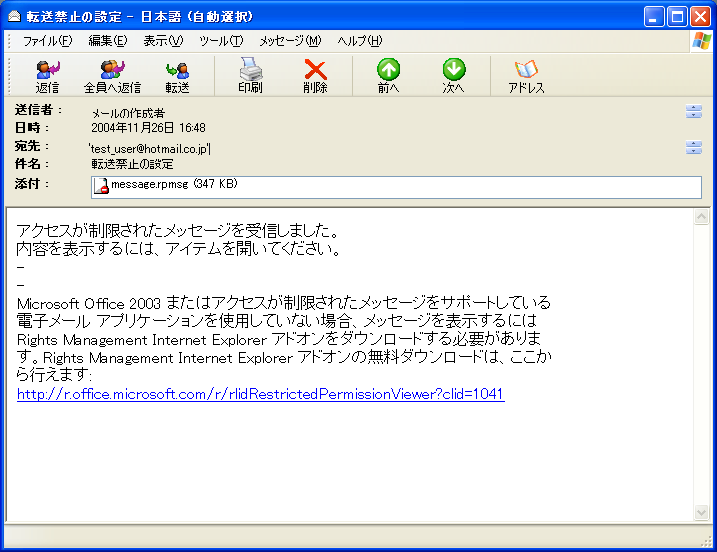 転送禁止の設定 - 日本語 (自動選択)
ファイル(F) 編集(E) 表示(V) ツール(T) メッセージ(M) ヘルプ(H)
返信 全員へ返信 転送 印刷 削除 前へ 次へ アドレス
送信者： メールの作成者
日時： 2004年11月26日 16:48
宛先： 'test_user@hotmail.co.jp'
件名： 転送禁止の設定
添付： message.rpmsg (347 KB)
アクセスが制限されたメッセージを受信しました。
内容を表示するには、アイテムを開いてください。
-
-
Microsoft Office 2003 またはアクセスが制限されたメッセージをサポートしている
電子メール アプリケーションを使用していない場合、メッセージを表示するには
Rights Management Internet Explorer アドオンをダウンロードする必要がありま
す。Rights Management Internet Explorer アドオンの無料ダウンロードは、ここか
ら行えます:
http://r.office.microsoft.com/r/rlidRestrictedPermissionViewer?clid=1041